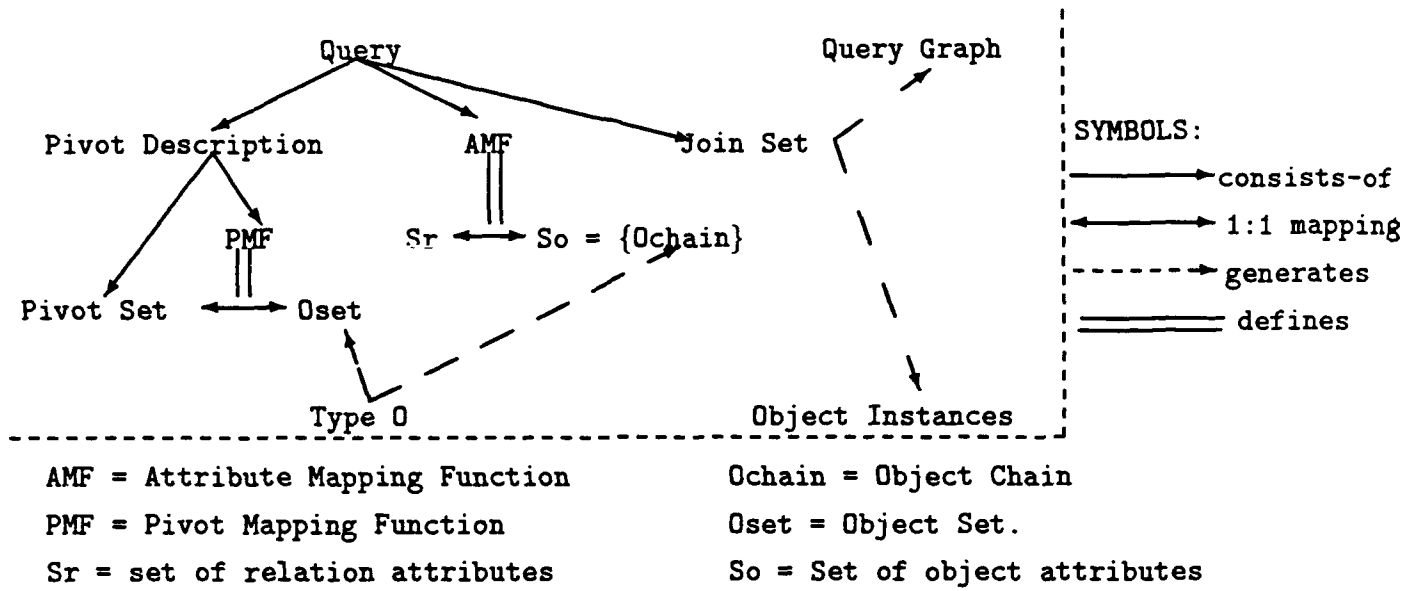 Query
Query Graph
Pivot Description
AMF
Join Set
SYMBOLS:
consists-of
1:1 mapping
generates
defines
PMF
Sr
So = {Ochain}
Pivot Set
Oset
Type O
Object Instances
AMF = Attribute Mapping Function
PMF = Pivot Mapping Function
Sr = set of relation attributes
Ochain = Object Chain
Oset = Object Set.
So = Set of object attributes